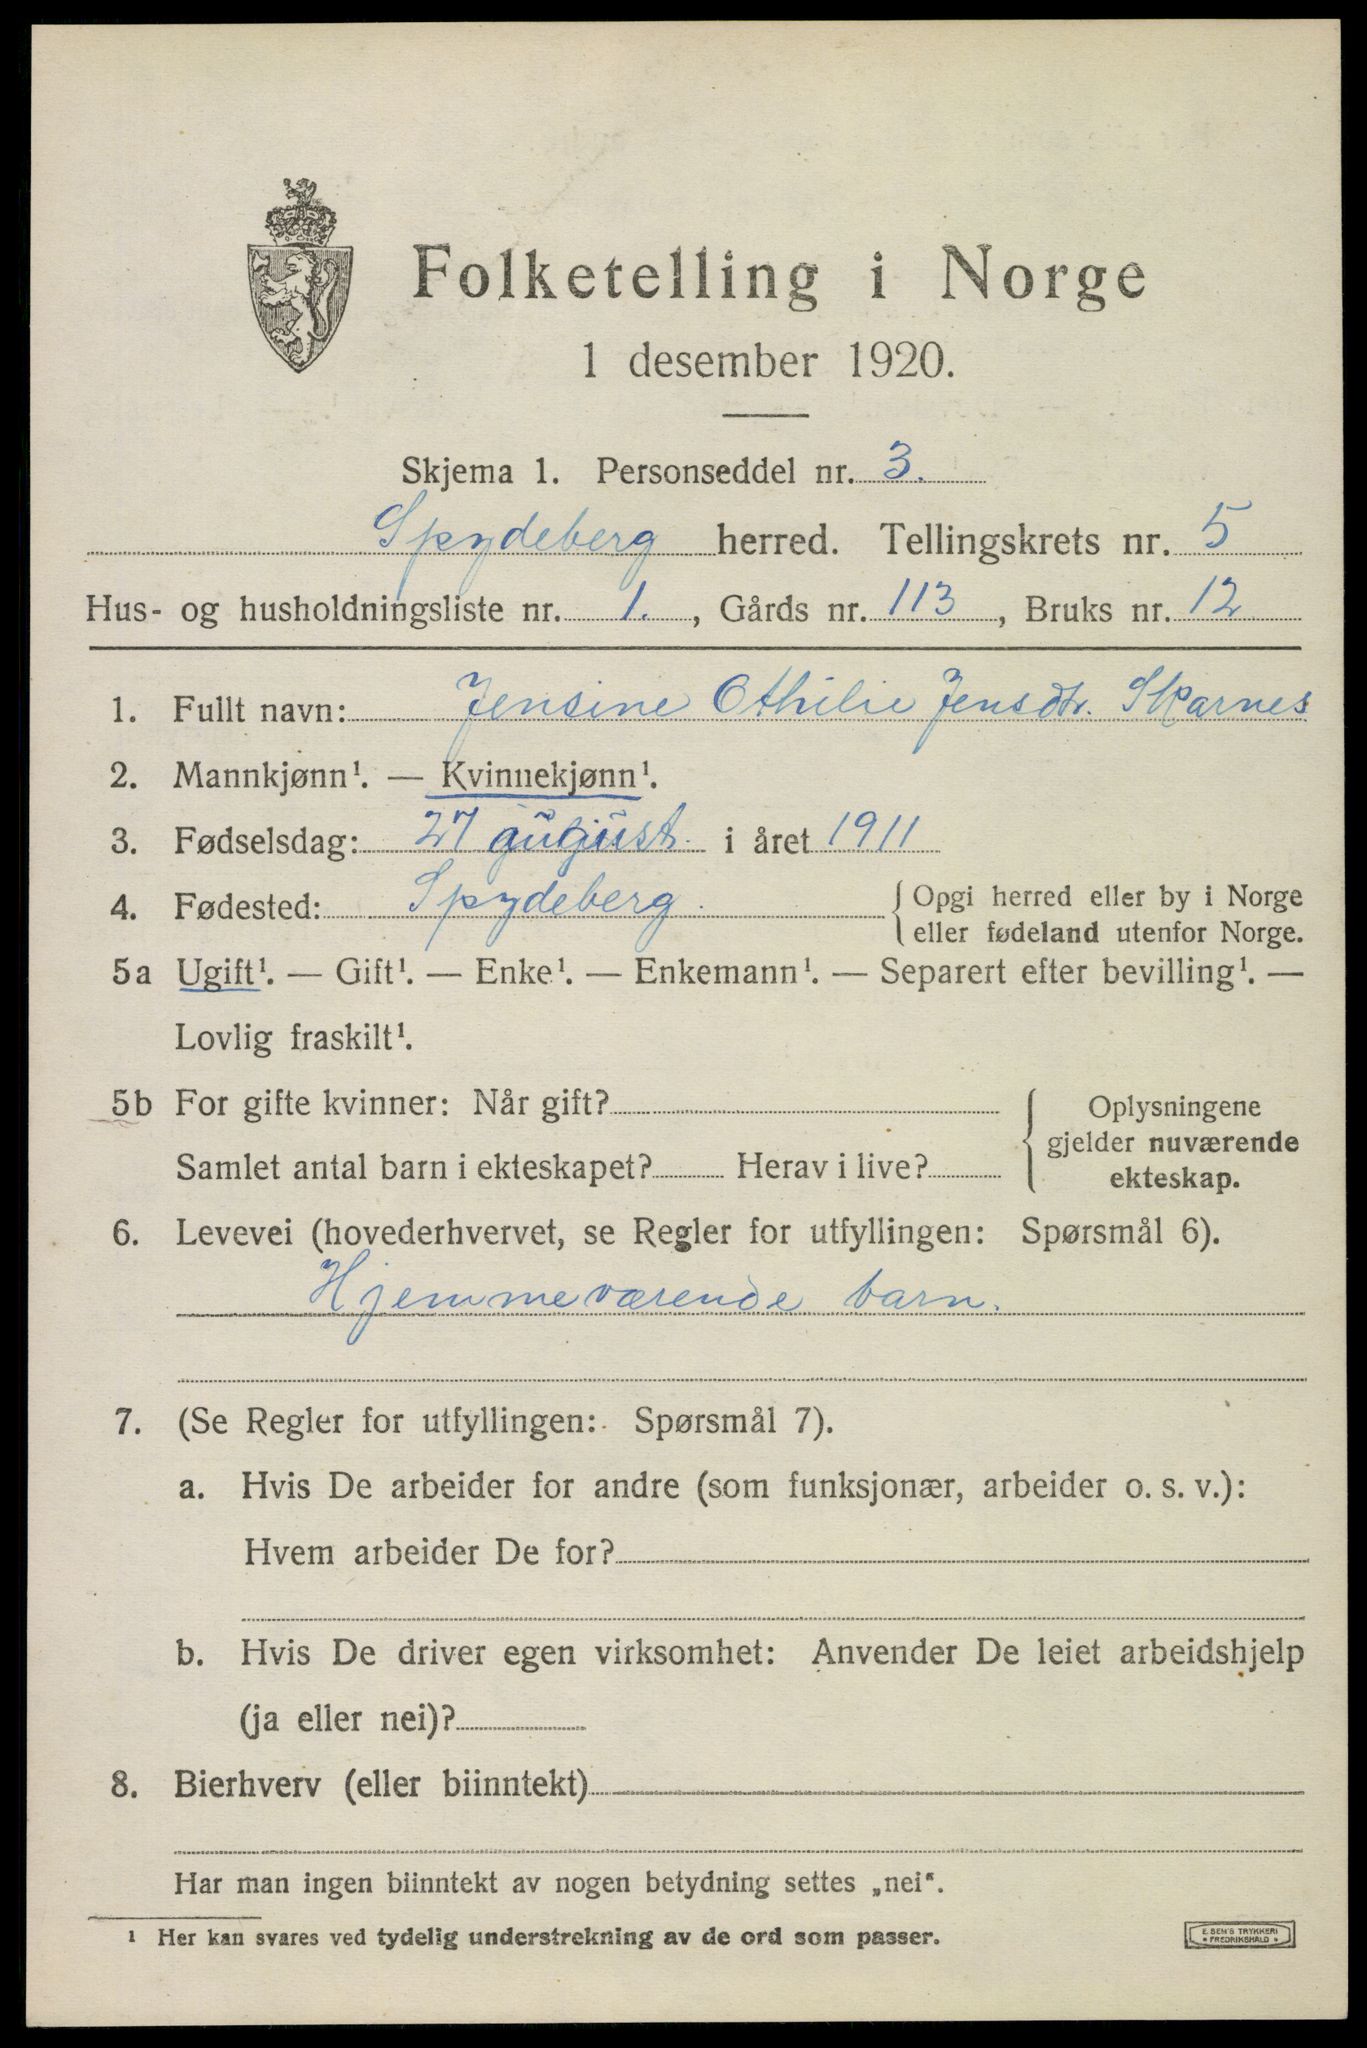 Folketelling i Norge
1 desember 1920.
Skjema 1. Personseddel nr. 3.
Spydeberg herred. Tellingskrets nr. 5
Hus- og husholdningsliste nr. 1. , Gårds nr. 113 , Bruks nr. 12
1. Fullt navn: Jensine Othilie Jensdtr. Skarnes
2. Mannkjønn¹. — Kvinnekjønn¹.
3. Fødselsdag: 27 august. i året 1911
4. Fødested: Spydeberg. { Opgi herred eller by i Norge
eller fødeland utenfor Norge.
5a Ugift¹. — Gift¹. — Enke¹. — Enkemann¹. — Separert efter bevilling¹. —
Lovlig fraskilt¹.
5b For gifte kvinner: Når gift? { Oplysningene
gjelder nuværende
Samlet antal barn i ekteskapet? Herav i live? ekteskap.
6. Levevei (hovederhvervet, se Regler for utfyllingen: Spørsmål 6).
Hjemmeværende barn.
7. (Se Regler for utfyllingen: Spørsmål 7).
a. Hvis De arbeider for andre (som funksjonær, arbeider o. s. v.):
Hvem arbeider De for?
b. Hvis De driver egen virksomhet: Anvender De leiet arbeidshjelp
(ja eller nei)?
8. Bierhverv (eller biinntekt)
Har man ingen biinntekt av nogen betydning settes „nei“.
¹ Her kan svares ved tydelig understrekning av de ord som passer.
E. SEM'S TRYKKERI
• FREDRIKSHALD •